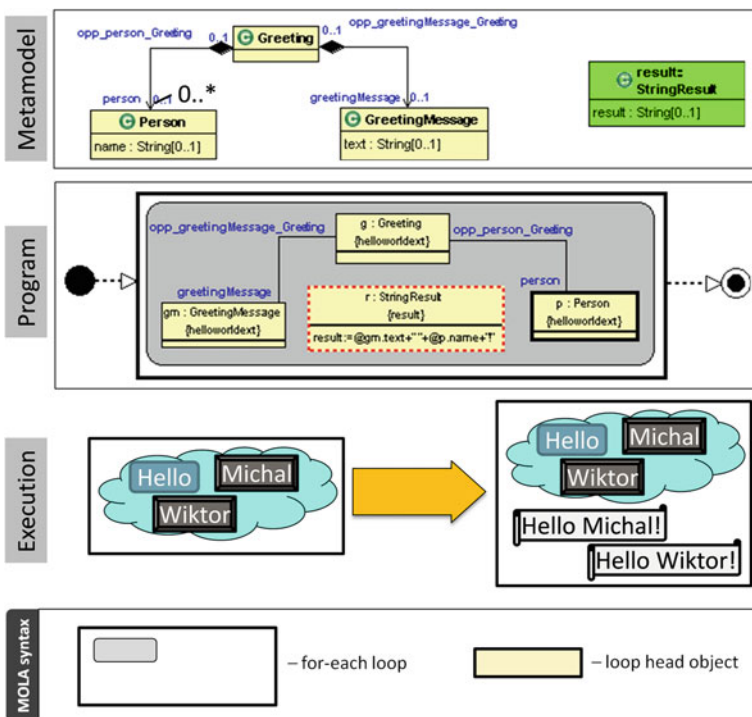 Metamodel
opp_person_Greeting
0..1
Greeting
0..1
opp_greetingMessage_Greeting
person
0..1
0..*
greetingMessage
0..1
Person
name : String[0..1]
GreetingMessage
text : String[0..1]
result::
StringResult
result : String[0..1]
Program
opp_greetingMessage_Greeting
g : Greeting
{helloworldext}
opp_person_Greeting
greetingMessage
person
gm : GreetingMessage
{helloworldext}
r : StringResult
{result}
result:=@gm.text+" "+@p.name+"!"
p : Person
{helloworldext}
Execution
Hello
Michal
Wiktor
Hello
Michal
Wiktor
Hello Michal!
Hello Wiktor!
MOLA syntax
– for-each loop
– loop head object